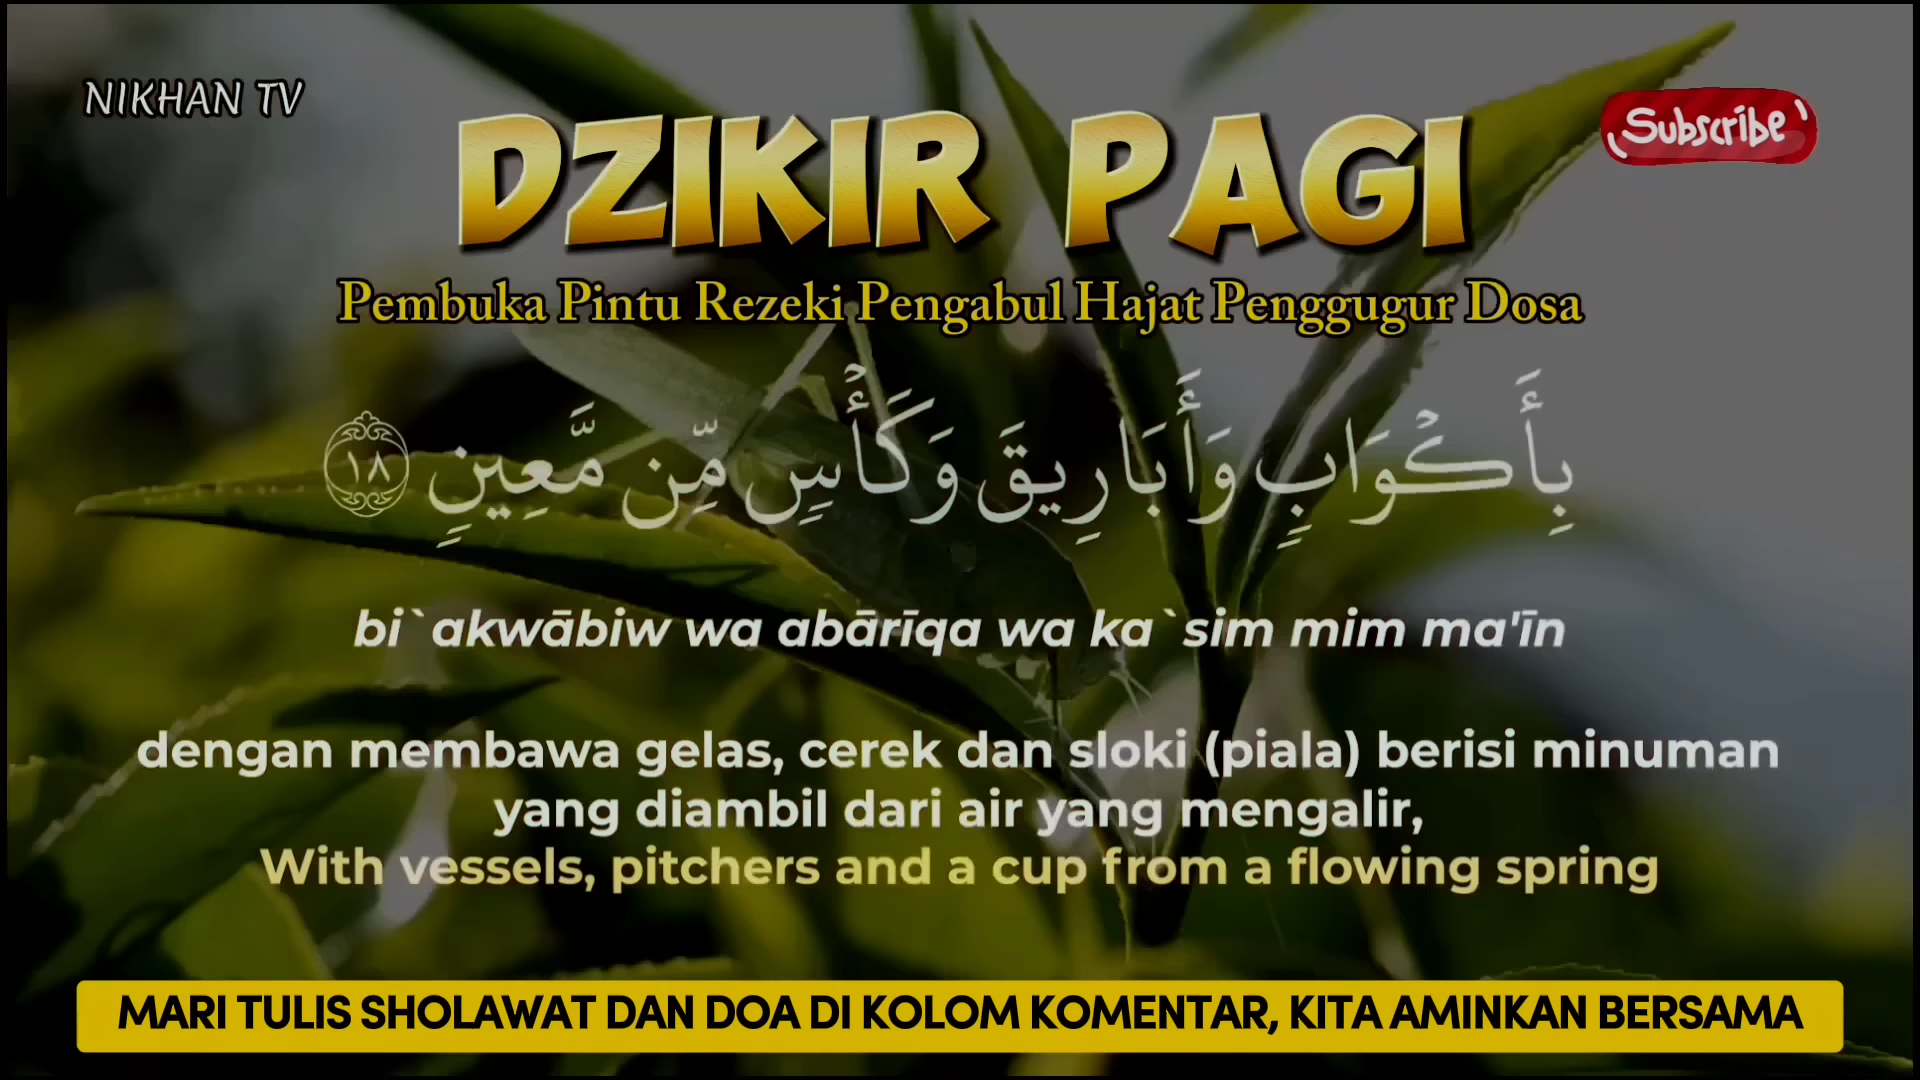 NIKHAN TV
Subscribe
DZIKIR PAGI
Pembuka Pintu Rezeki Pengabul Hajat Penggugur Dosa
بِأَكْوَابٍ وَأَبَارِيقَ وَكَأْسٍ مِّن مَّعِينٍ ١٨
bi`akwābiw wa abārīqa wa ka`sim mim ma'īn
dengan membawa gelas, cerek dan sloki (piala) berisi minuman
yang diambil dari air yang mengalir,
With vessels, pitchers and a cup from a flowing spring
MARI TULIS SHOLAWAT DAN DOA DI KOLOM KOMENTAR, KITA AMINKAN BERSAMA